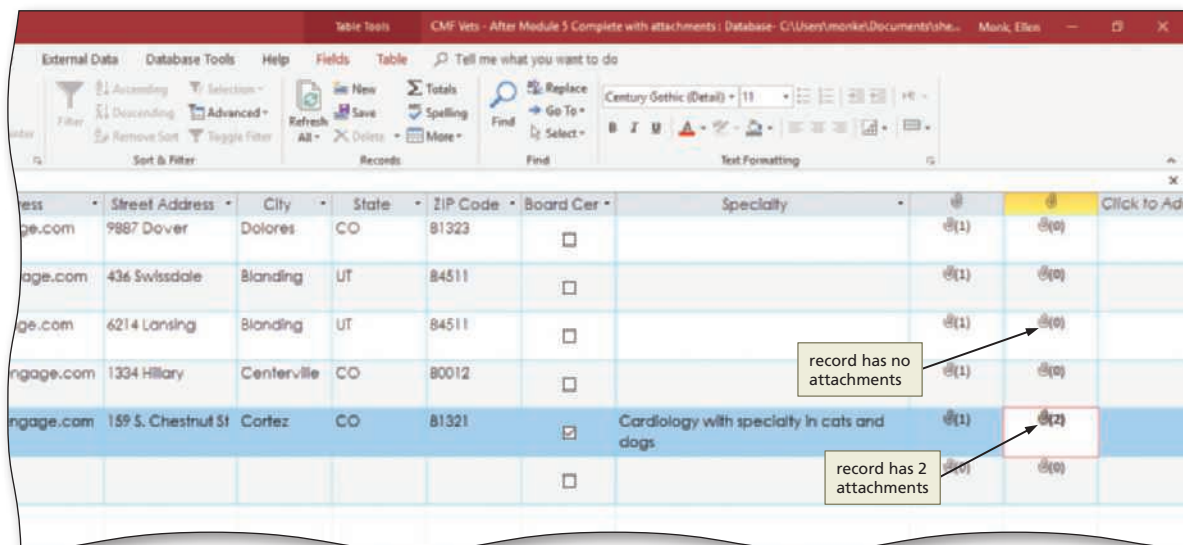 Table Tools CMF Vets - After Module 5 Complete with attachments : Database- C:\Users\monke\Documents\she... Monk, Ellen
External Data Database Tools Help Fields Table Tell me what you want to do
Filter Ascending Selection Refresh All New Totals Find Replace Century Gothic (Detail) 11
Descending Advanced Save Spelling Go To
Remove Sort Toggle Filter Delete More Select B I U A
Sort & Filter Records Find Text Formatting
ress Street Address City State ZIP Code Board Cer Specialty Click to Ad
ge.com 9887 Dover Dolores CO 81323 (1) (0)
age.com 436 Swissdale Blanding UT 84511 (1) (0)
ge.com 6214 Lansing Blanding UT 84511 (1) (0)
record has no
attachments
ngage.com 1334 Hillary Centerville CO 80012 (1) (0)
ngage.com 159 S. Chestnut St Cortez CO 81321 Cardiology with specialty in cats and (1) (2)
dogs
record has 2
attachments
(0) (0)